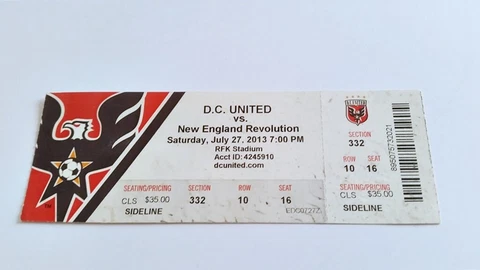 D.C. UNITED
vs.
New England Revolution
Saturday, July 27, 2013 7:00 PM
RFK Stadium
Acct ID: 4245910
dcunited.com
SEATING/PRICING SECTION ROW SEAT
CLS $35.00 332 10 16
SIDELINE
SECTION
332
ROW SEAT
10 16
CLS $35.00
SIDELINE